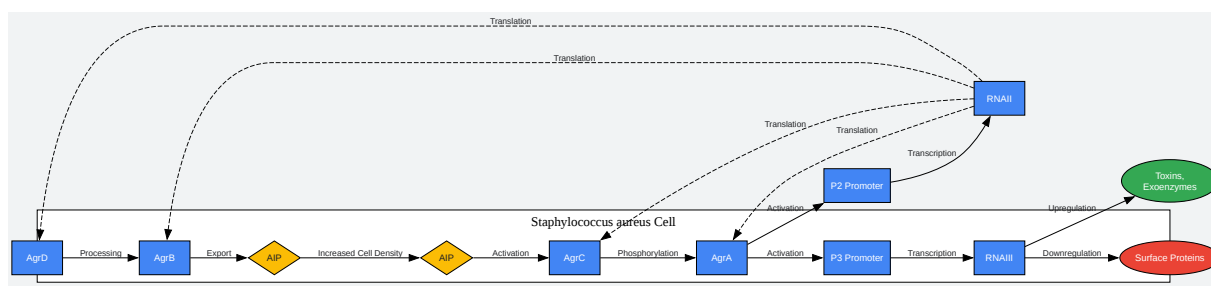 Translation
Translation
RNAII
Translation
Translation
Transcription
P2 Promoter
Toxins,
Exoenzymes
Activation
Upregulation
Staphylococcus aureus Cell
AgrD
Processing
AgrB
Export
AIP
Increased Cell Density
AIP
Activation
AgrC
Phosphorylation
AgrA
Activation
P3 Promoter
Transcription
RNAIII
Downregulation
Surface Proteins